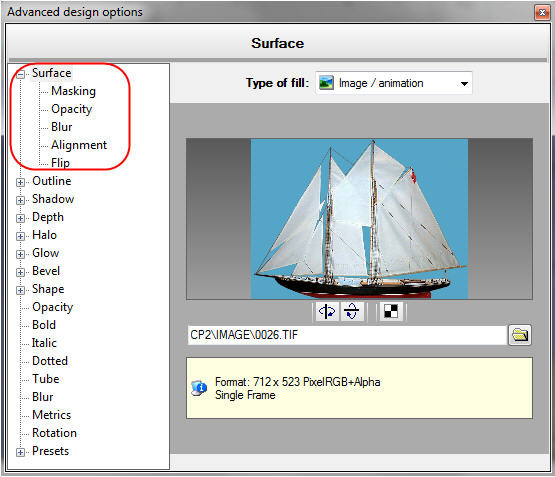 Advanced design options
Surface
Surface
Masking
Opacity
Blur
Alignment
Flip
Outline
Shadow
Depth
Halo
Glow
Bevel
Shape
Opacity
Bold
Italic
Dotted
Tube
Blur
Metrics
Rotation
Presets
Type of fill: Image / animation
CP2\IMAGE\0026.TIF
Format: 712 x 523 PixelRGB+Alpha
Single Frame